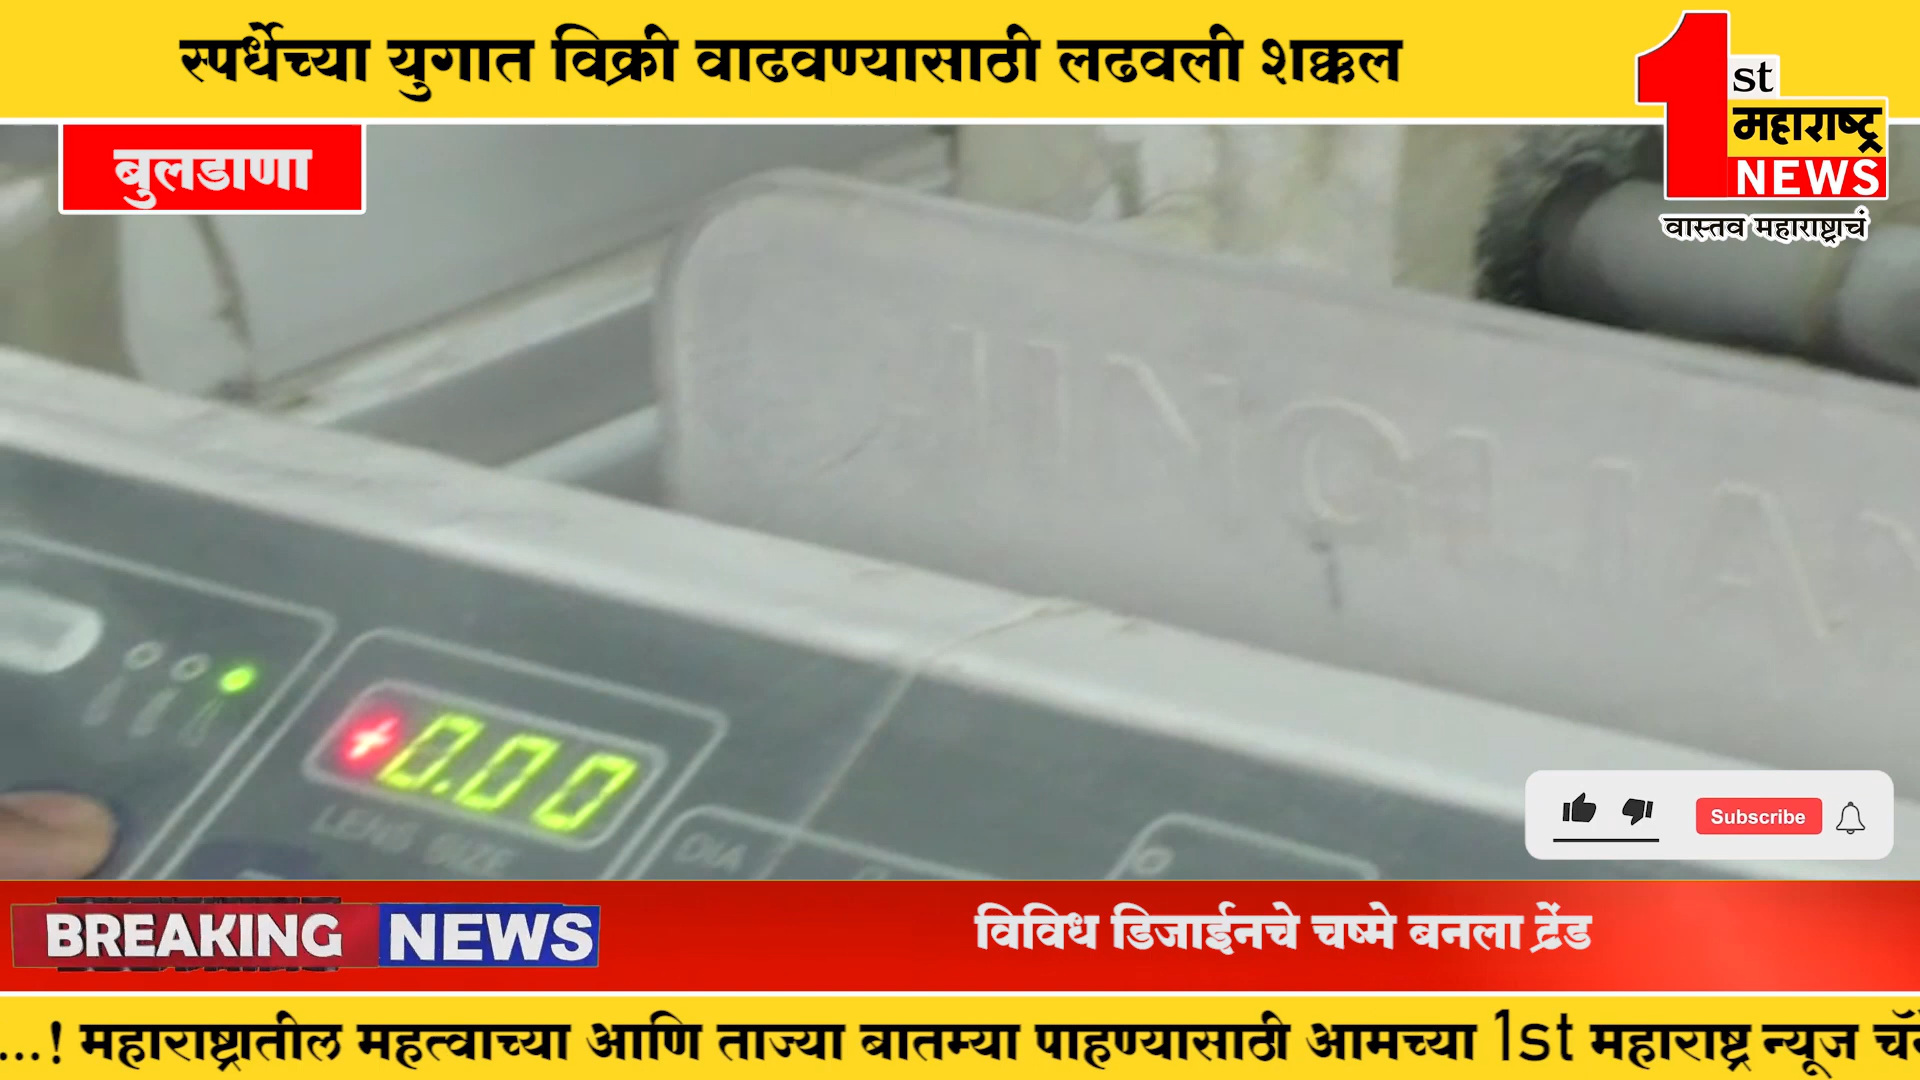 स्पर्धेच्या युगात विक्री वाढवण्यासाठी लढवली शक्कल
1st
महाराष्ट्र
NEWS
वास्तव महाराष्ट्राचं
बुलडाणा
+0.00
LENS SIZE
DIA
Subscribe
BREAKING NEWS
विविध डिजाईनचे चष्मे बनला ट्रेंड
...! महाराष्ट्रातील महत्वाच्या आणि ताज्या बातम्या पाहण्यासाठी आमच्या 1st महाराष्ट्र न्यूज